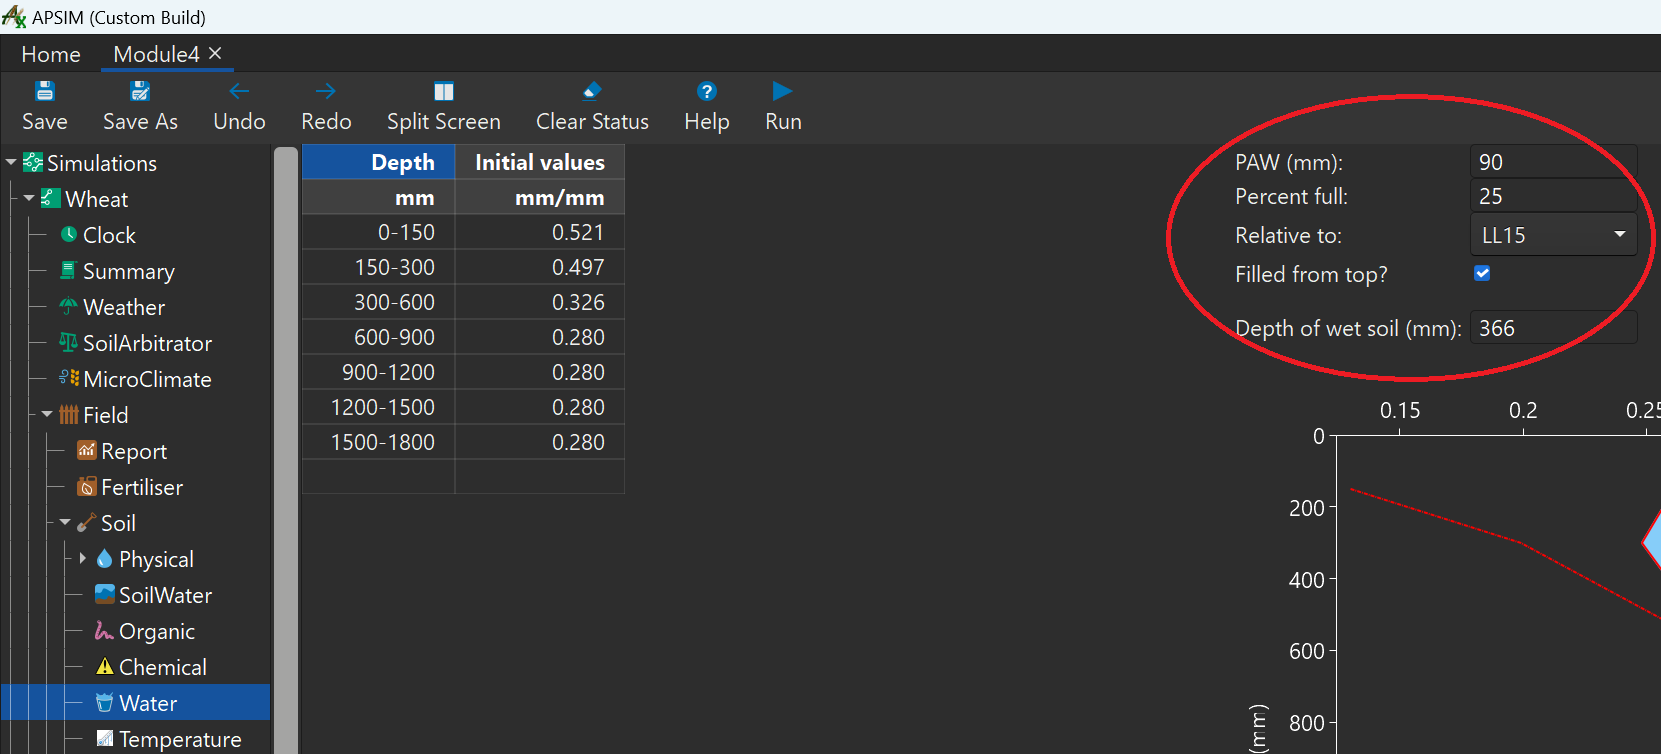 APSIM (Custom Build)
Home Module4 ×
Save Save As Undo Redo Split Screen Clear Status Help Run
Simulations
Wheat
Clock
Summary
Weather
SoilArbitrator
MicroClimate
Field
Report
Fertiliser
Soil
Physical
SoilWater
Organic
Chemical
Water
Temperature
Depth Initial values
mm mm/mm
0-150 0.521
150-300 0.497
300-600 0.326
600-900 0.280
900-1200 0.280
1200-1500 0.280
1500-1800 0.280
PAW (mm): 90
Percent full: 25
Relative to: LL15
Filled from top?
Depth of wet soil (mm): 366
0.15 0.2 0.25
0
200
400
600
800
(mm)